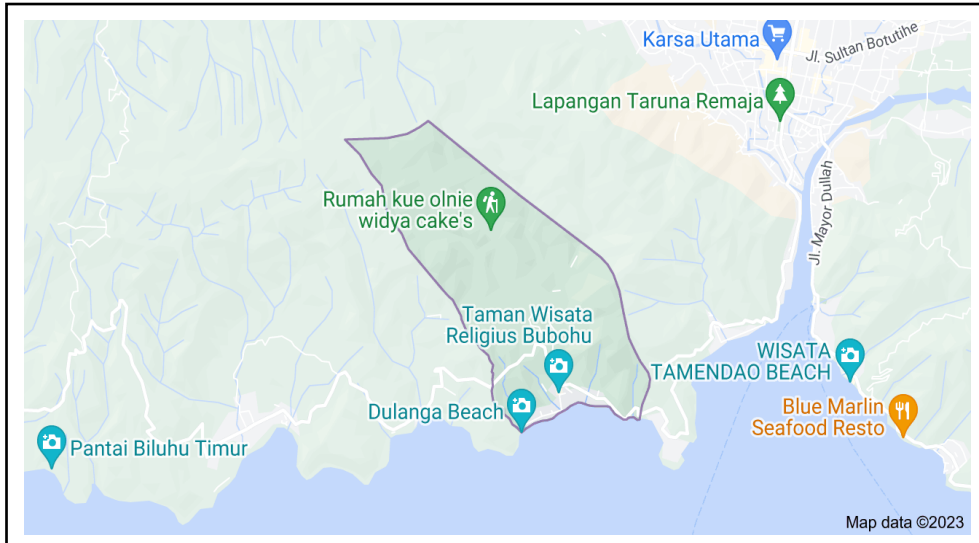 Karsa Utama
Jl. Sultan Botutihe
Lapangan Taruna Remaja
Jl. Mayor Dullah
Rumah kue olnie
widya cake's
Taman Wisata
Religius Bubohu
WISATA
TAMENDAO BEACH
Dulanga Beach
Blue Marlin
Seafood Resto
Pantai Biluhu Timur
Map data ©2023